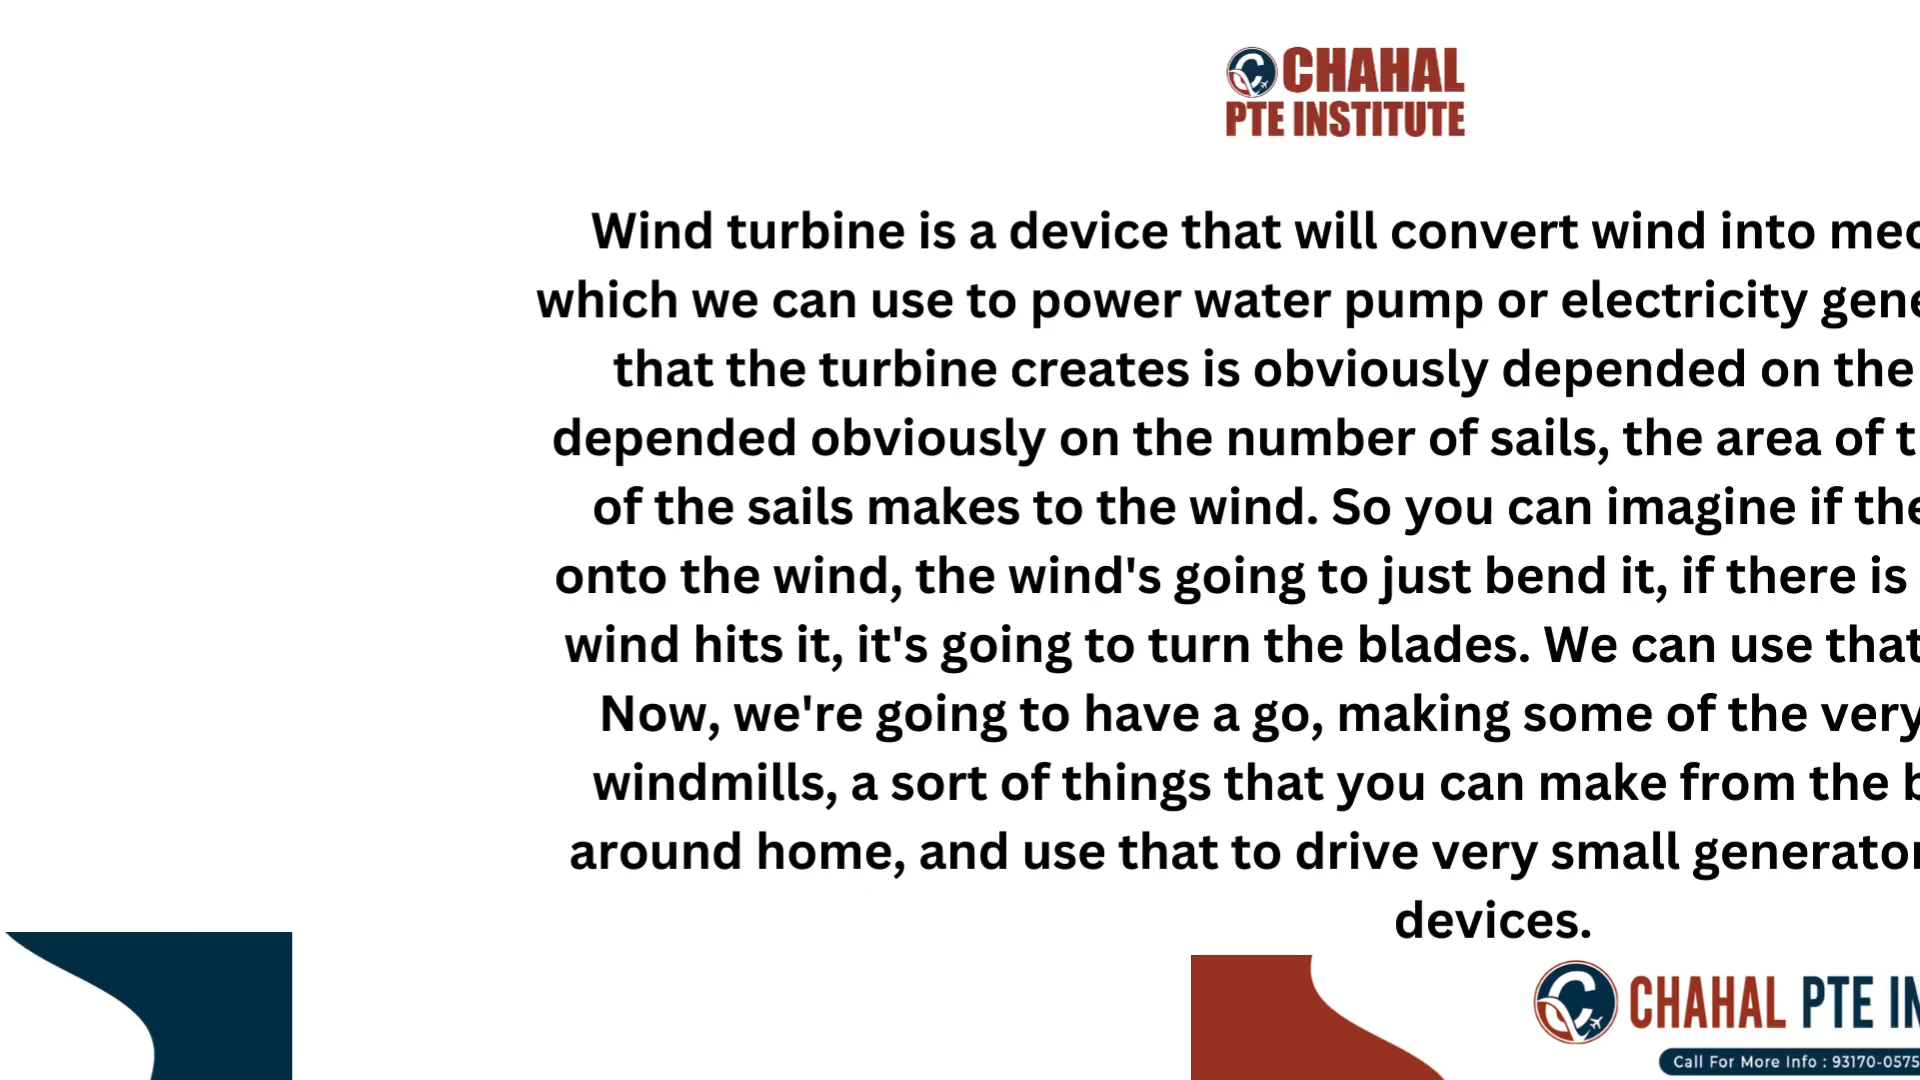 CHAHAL
PTE INSTITUTE
Wind turbine is a device that will convert wind into
which we can use to power water pump or electricity
that the turbine creates is obviously depended on the
depended obviously on the number of sails, the area of
of the sails makes to the wind. So you can imagine if
onto the wind, the wind's going to just bend it, if there is
wind hits it, it's going to turn the blades. We can use that
Now, we're going to have a go, making some of the very
windmills, a sort of things that you can make from the
around home, and use that to drive very small
devices.
CHAHAL PTE
Call For More Info : 93170-0575